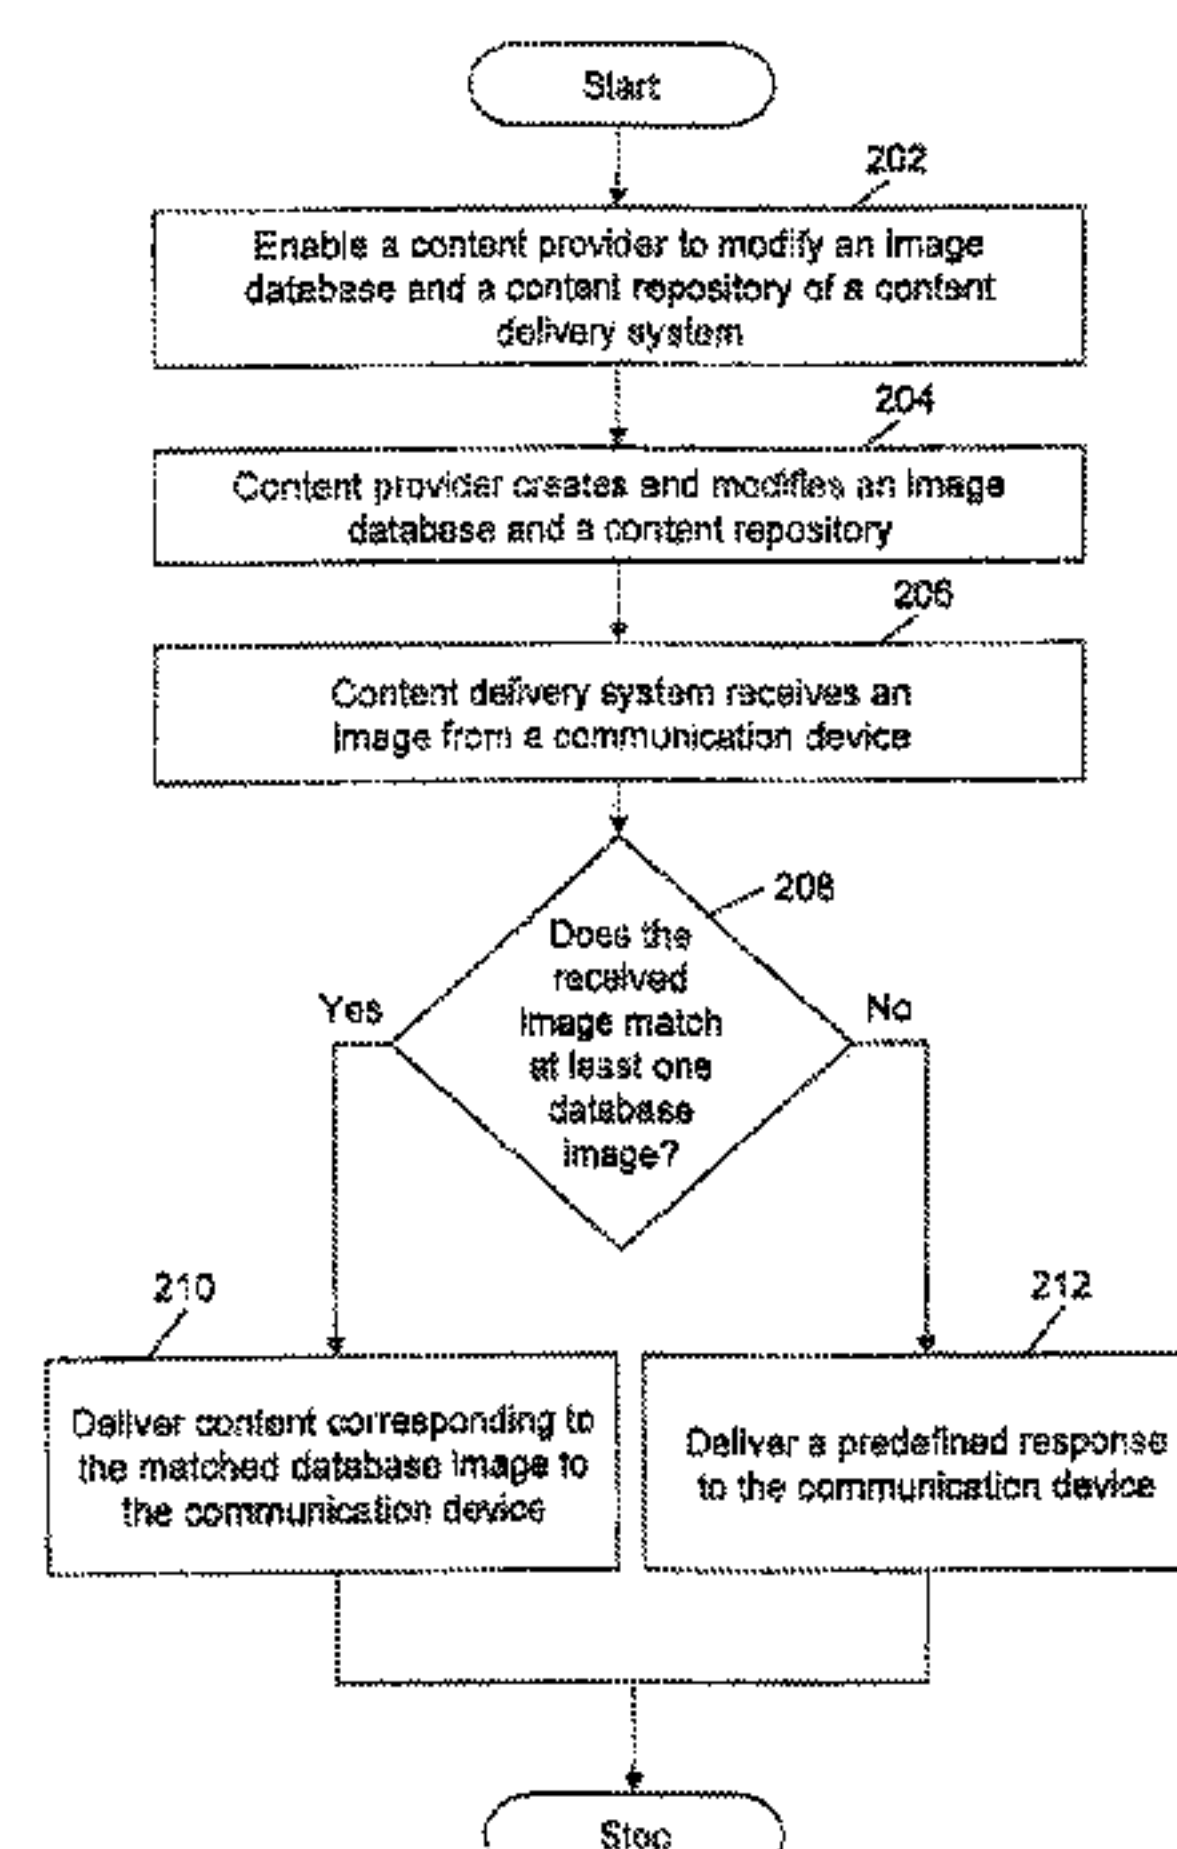 Start
202
Enable a content provider to modify an image
database and a content repository of a content
delivery system
204
Content provider creates and modifies an image
database and a content repository
206
Content delivery system receives an
image from a communication device
208
Does the
received
image match
at least one
database
image?
Yes
No
210
212
Deliver content corresponding to
the matched database image to
the communication device
Deliver a predefined response
to the communication device
Stop